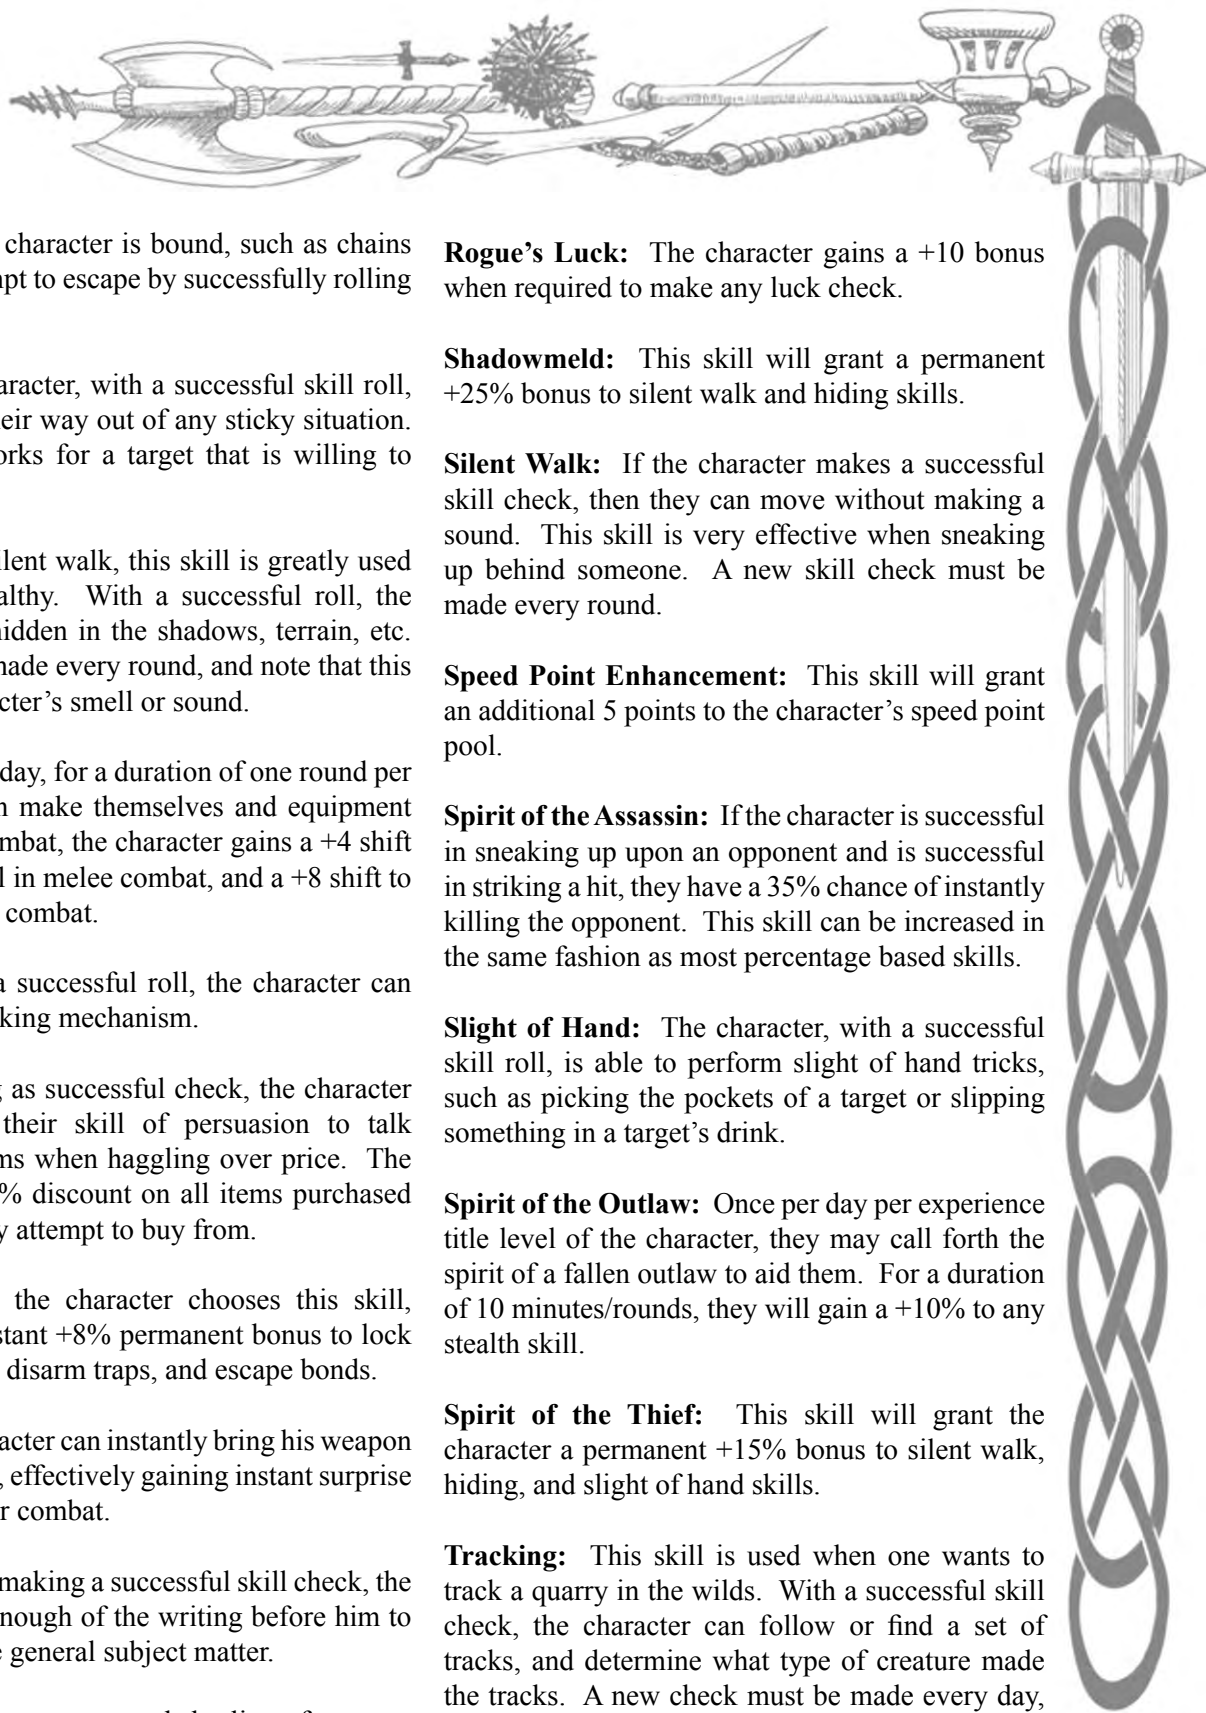 character is bound, such as chains
pt to escape by successfully rolling
aracter, with a successful skill roll,
eir way out of any sticky situation.
orks for a target that is willing to
ilent walk, this skill is greatly used
althy. With a successful roll, the
hidden in the shadows, terrain, etc.
made every round, and note that this
cter’s smell or sound.
day, for a duration of one round per
n make themselves and equipment
mbat, the character gains a +4 shift
l in melee combat, and a +8 shift to
combat.
a successful roll, the character can
king mechanism.
g as successful check, the character
their skill of persuasion to talk
ms when haggling over price. The
% discount on all items purchased
y attempt to buy from.
the character chooses this skill,
stant +8% permanent bonus to lock
disarm traps, and escape bonds.
acter can instantly bring his weapon
, effectively gaining instant surprise
r combat.
making a successful skill check, the
nough of the writing before him to
e general subject matter.
Rogue’s Luck: The character gains a +10 bonus
when required to make any luck check.
Shadowmeld: This skill will grant a permanent
+25% bonus to silent walk and hiding skills.
Silent Walk: If the character makes a successful
skill check, then they can move without making a
sound. This skill is very effective when sneaking
up behind someone. A new skill check must be
made every round.
Speed Point Enhancement: This skill will grant
an additional 5 points to the character’s speed point
pool.
Spirit of the Assassin: If the character is successful
in sneaking up upon an opponent and is successful
in striking a hit, they have a 35% chance of instantly
killing the opponent. This skill can be increased in
the same fashion as most percentage based skills.
Slight of Hand: The character, with a successful
skill roll, is able to perform slight of hand tricks,
such as picking the pockets of a target or slipping
something in a target’s drink.
Spirit of the Outlaw: Once per day per experience
title level of the character, they may call forth the
spirit of a fallen outlaw to aid them. For a duration
of 10 minutes/rounds, they will gain a +10% to any
stealth skill.
Spirit of the Thief: This skill will grant the
character a permanent +15% bonus to silent walk,
hiding, and slight of hand skills.
Tracking: This skill is used when one wants to
track a quarry in the wilds. With a successful skill
check, the character can follow or find a set of
tracks, and determine what type of creature made
the tracks. A new check must be made every day,